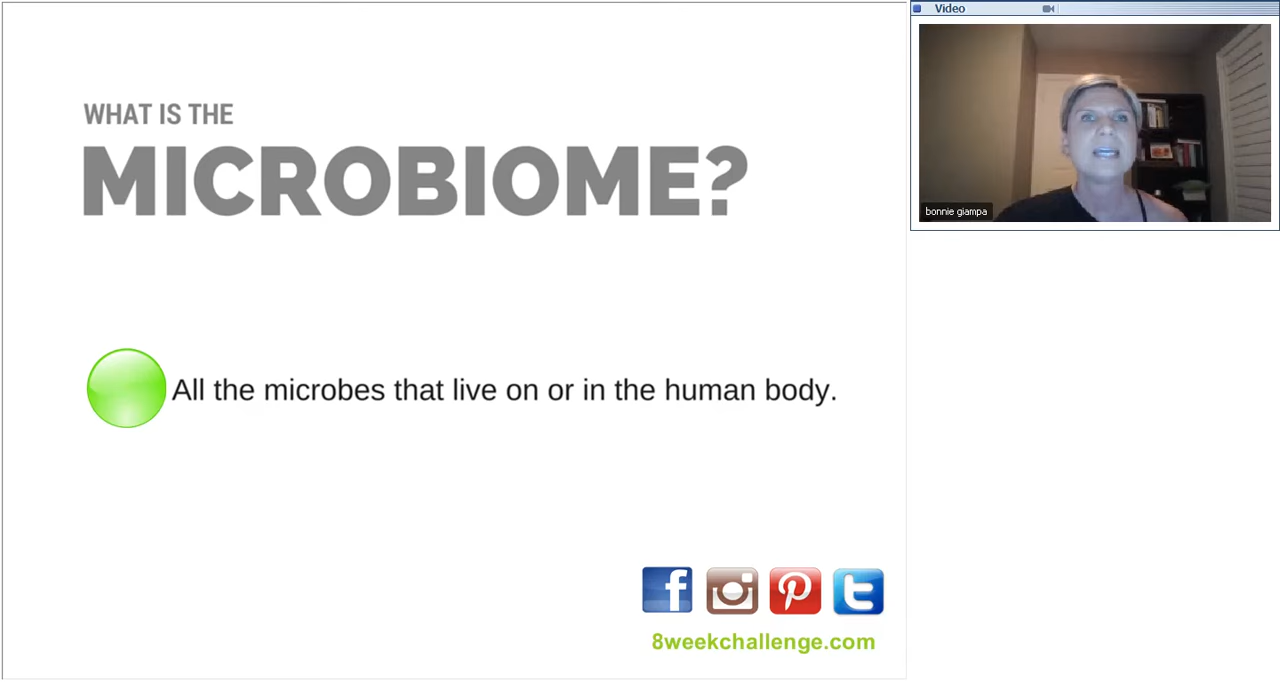 WHAT IS THE
MICROBIOME?
All the microbes that live on or in the human body.
8weekchallenge.com
Video
bonnie giampa